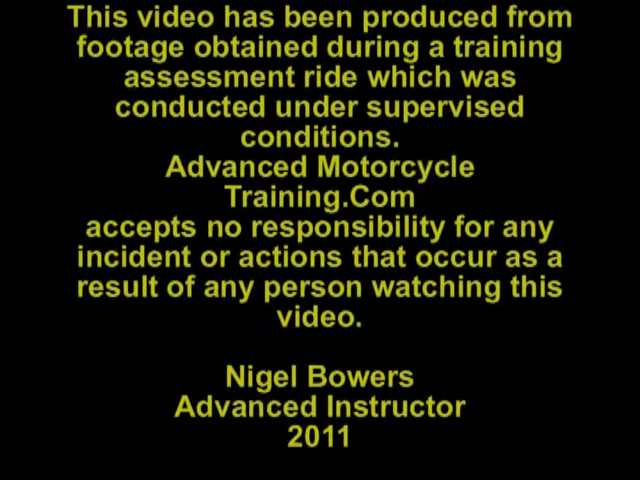 This video has been produced from
footage obtained during a training
assessment ride which was
conducted under supervised
conditions.
Advanced Motorcycle
Training.Com
accepts no responsibility for any
incident or actions that occur as a
result of any person watching this
video.
Nigel Bowers
Advanced Instructor
2011